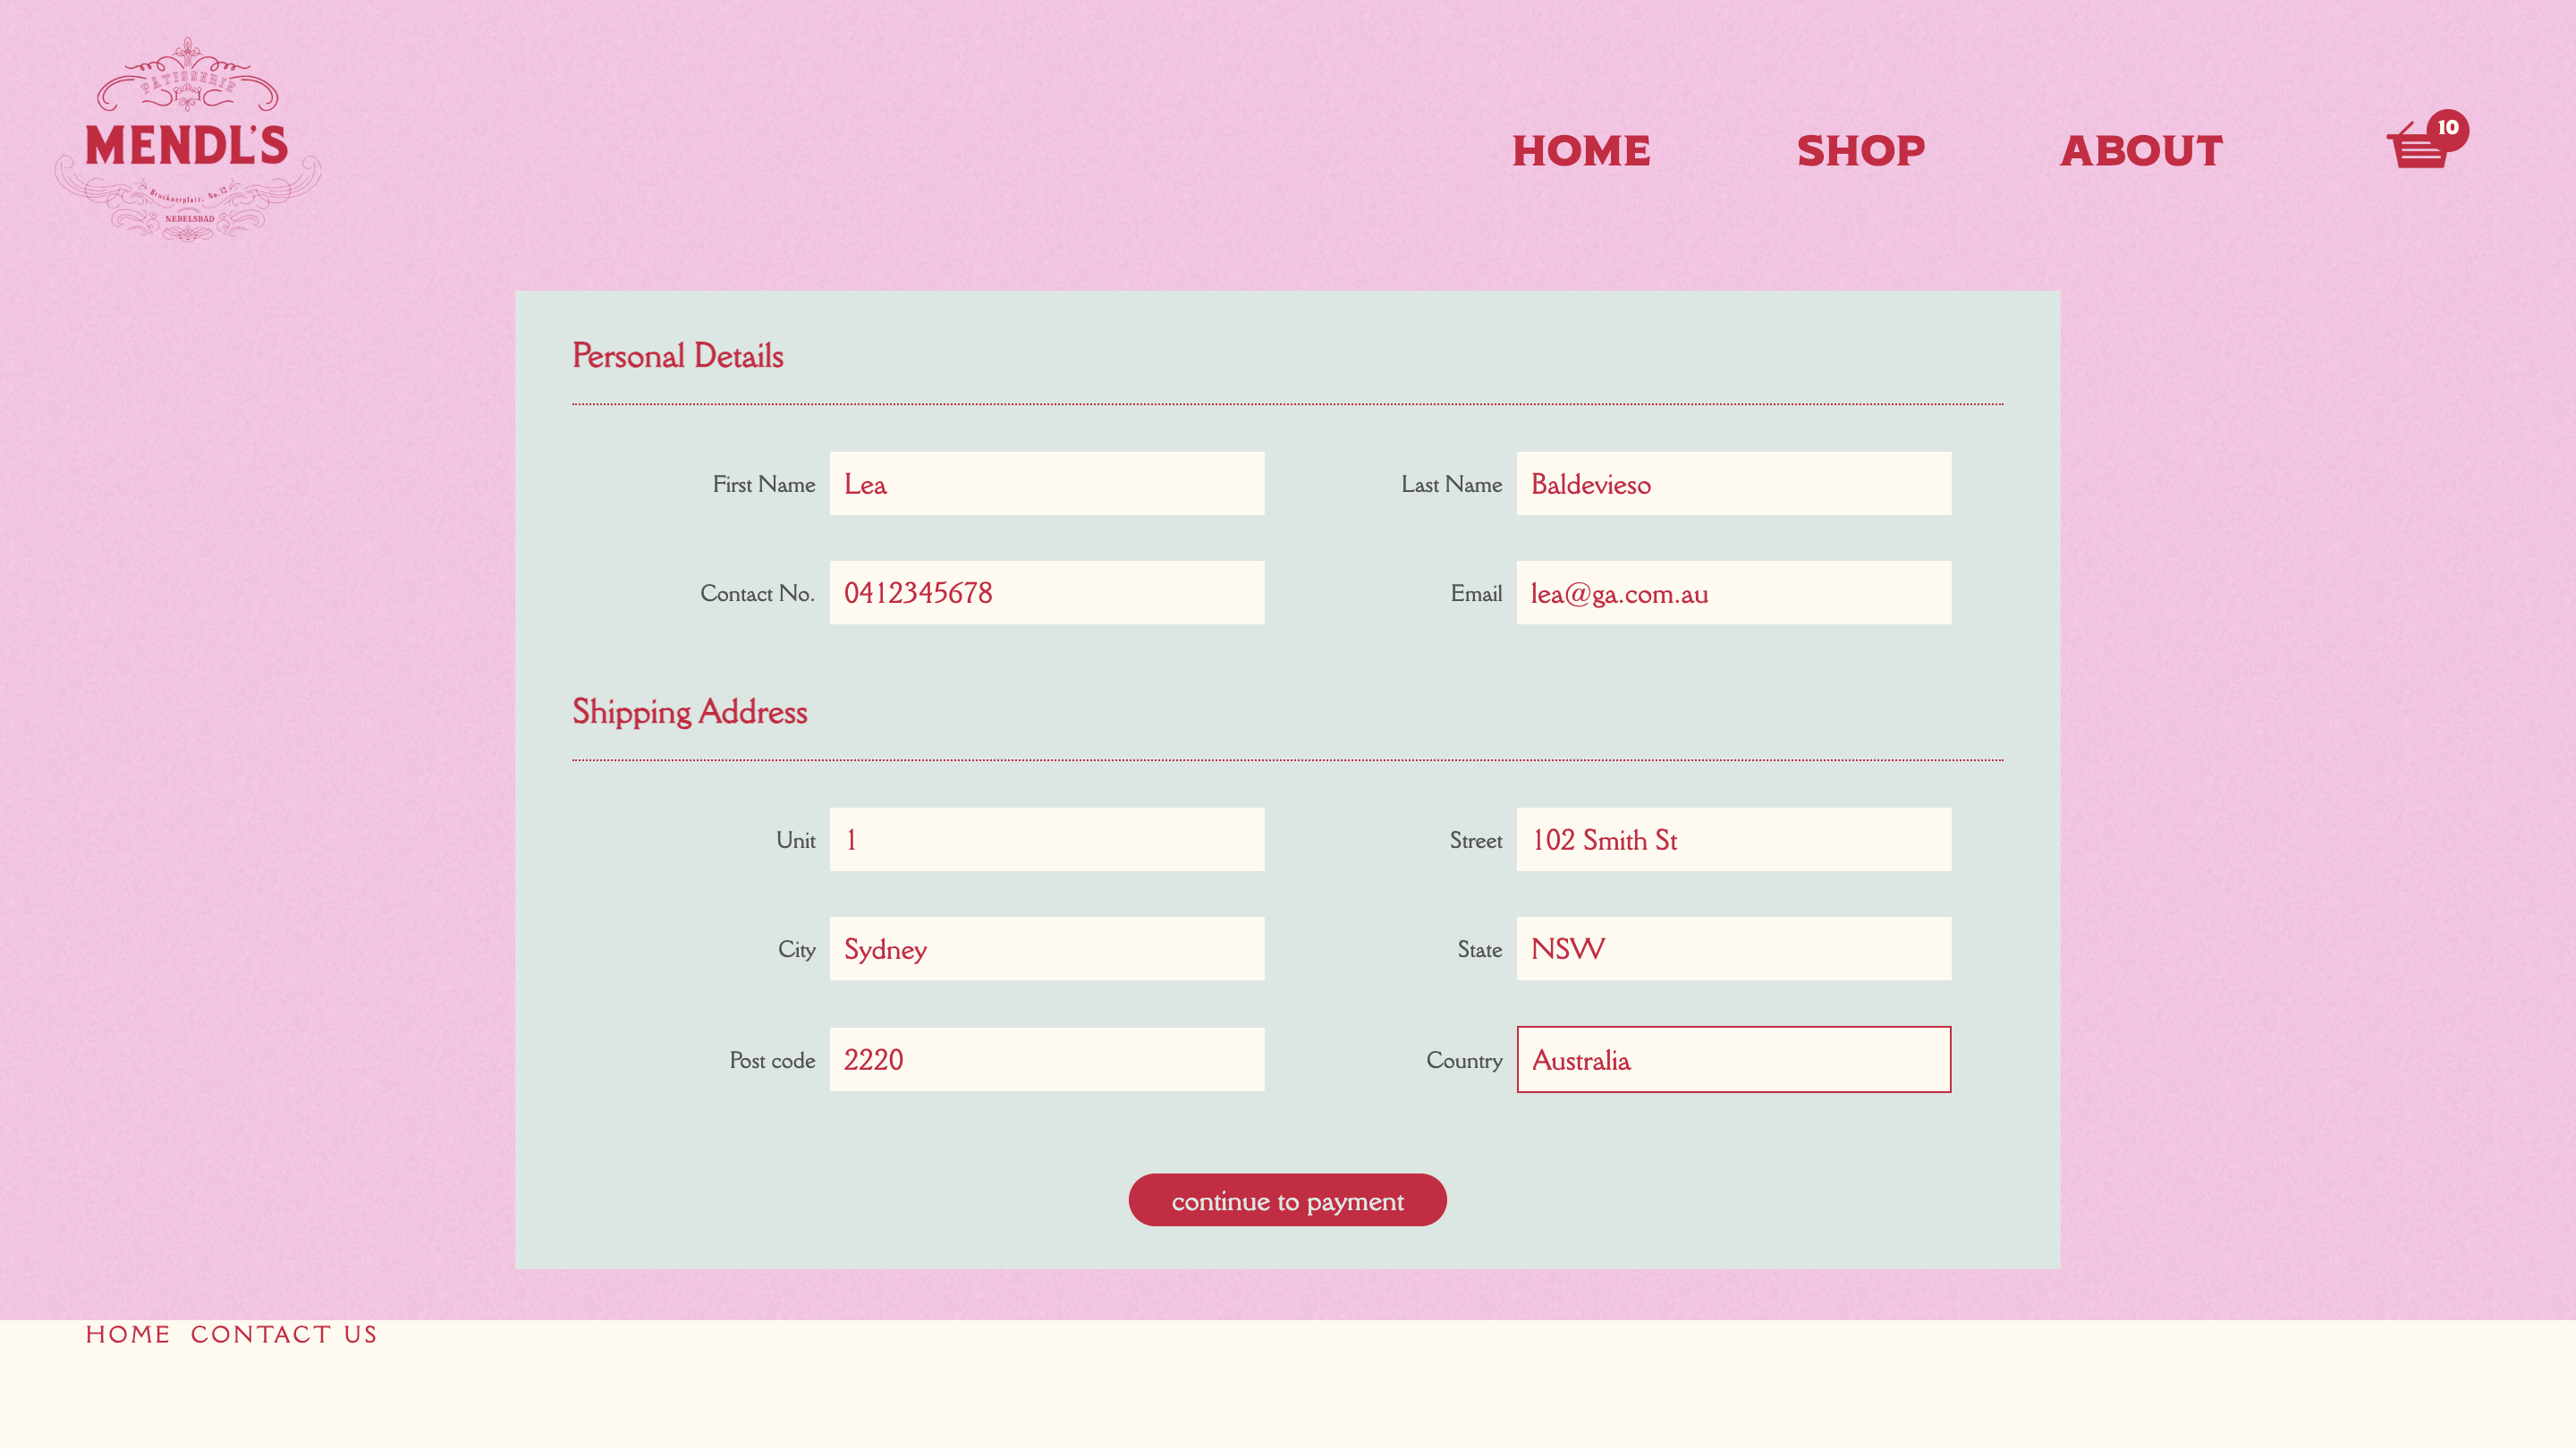 PATISSERIE
MENDL'S
Brucknerplatz, No. 12
NEBELSBAD
HOME SHOP ABOUT 10
Personal Details
First Name Lea Last Name Baldevieso
Contact No. 0412345678 Email lea@ga.com.au
Shipping Address
Unit 1 Street 102 Smith St
City Sydney State NSW
Post code 2220 Country Australia
continue to payment
HOME CONTACT US